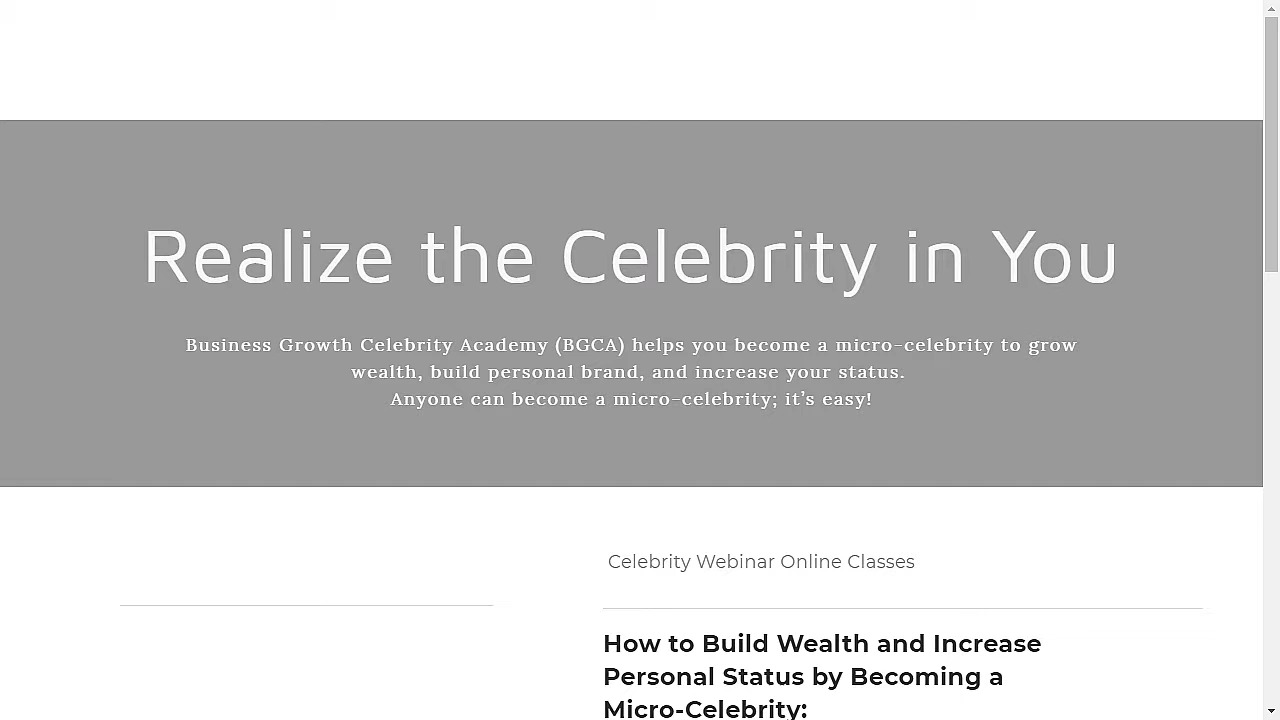 Realize the Celebrity in You
Business Growth Celebrity Academy (BGCA) helps you become a micro-celebrity to grow
wealth, build personal brand, and increase your status.
Anyone can become a micro-celebrity; it’s easy!
Celebrity Webinar Online Classes
How to Build Wealth and Increase
Personal Status by Becoming a
Micro-Celebrity: